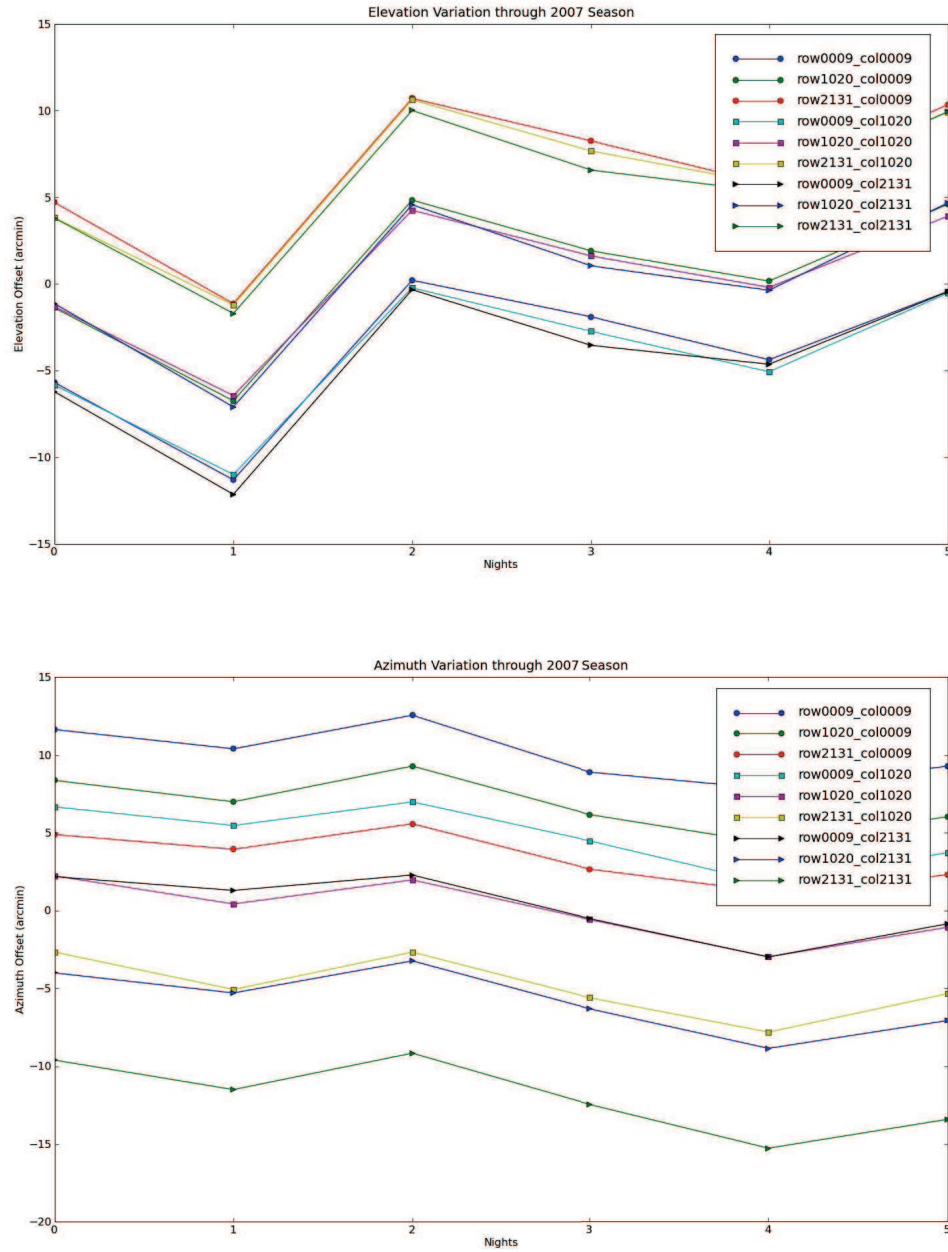 Elevation Variation through 2007 Season
15
10
5
0
−5
−10
−15
Elevation Offset (arcmin)
row0009_col0009
row1020_col0009
row2131_col0009
row0009_col1020
row1020_col1020
row2131_col1020
row0009_col2131
row1020_col2131
row2131_col2131
0 1 2 3 4 5
Nights
Azimuth Variation through 2007 Season
15
10
5
0
−5
−10
−15
−20
Azimuth Offset (arcmin)
row0009_col0009
row1020_col0009
row2131_col0009
row0009_col1020
row1020_col1020
row2131_col1020
row0009_col2131
row1020_col2131
row2131_col2131
0 1 2 3 4 5
Nights